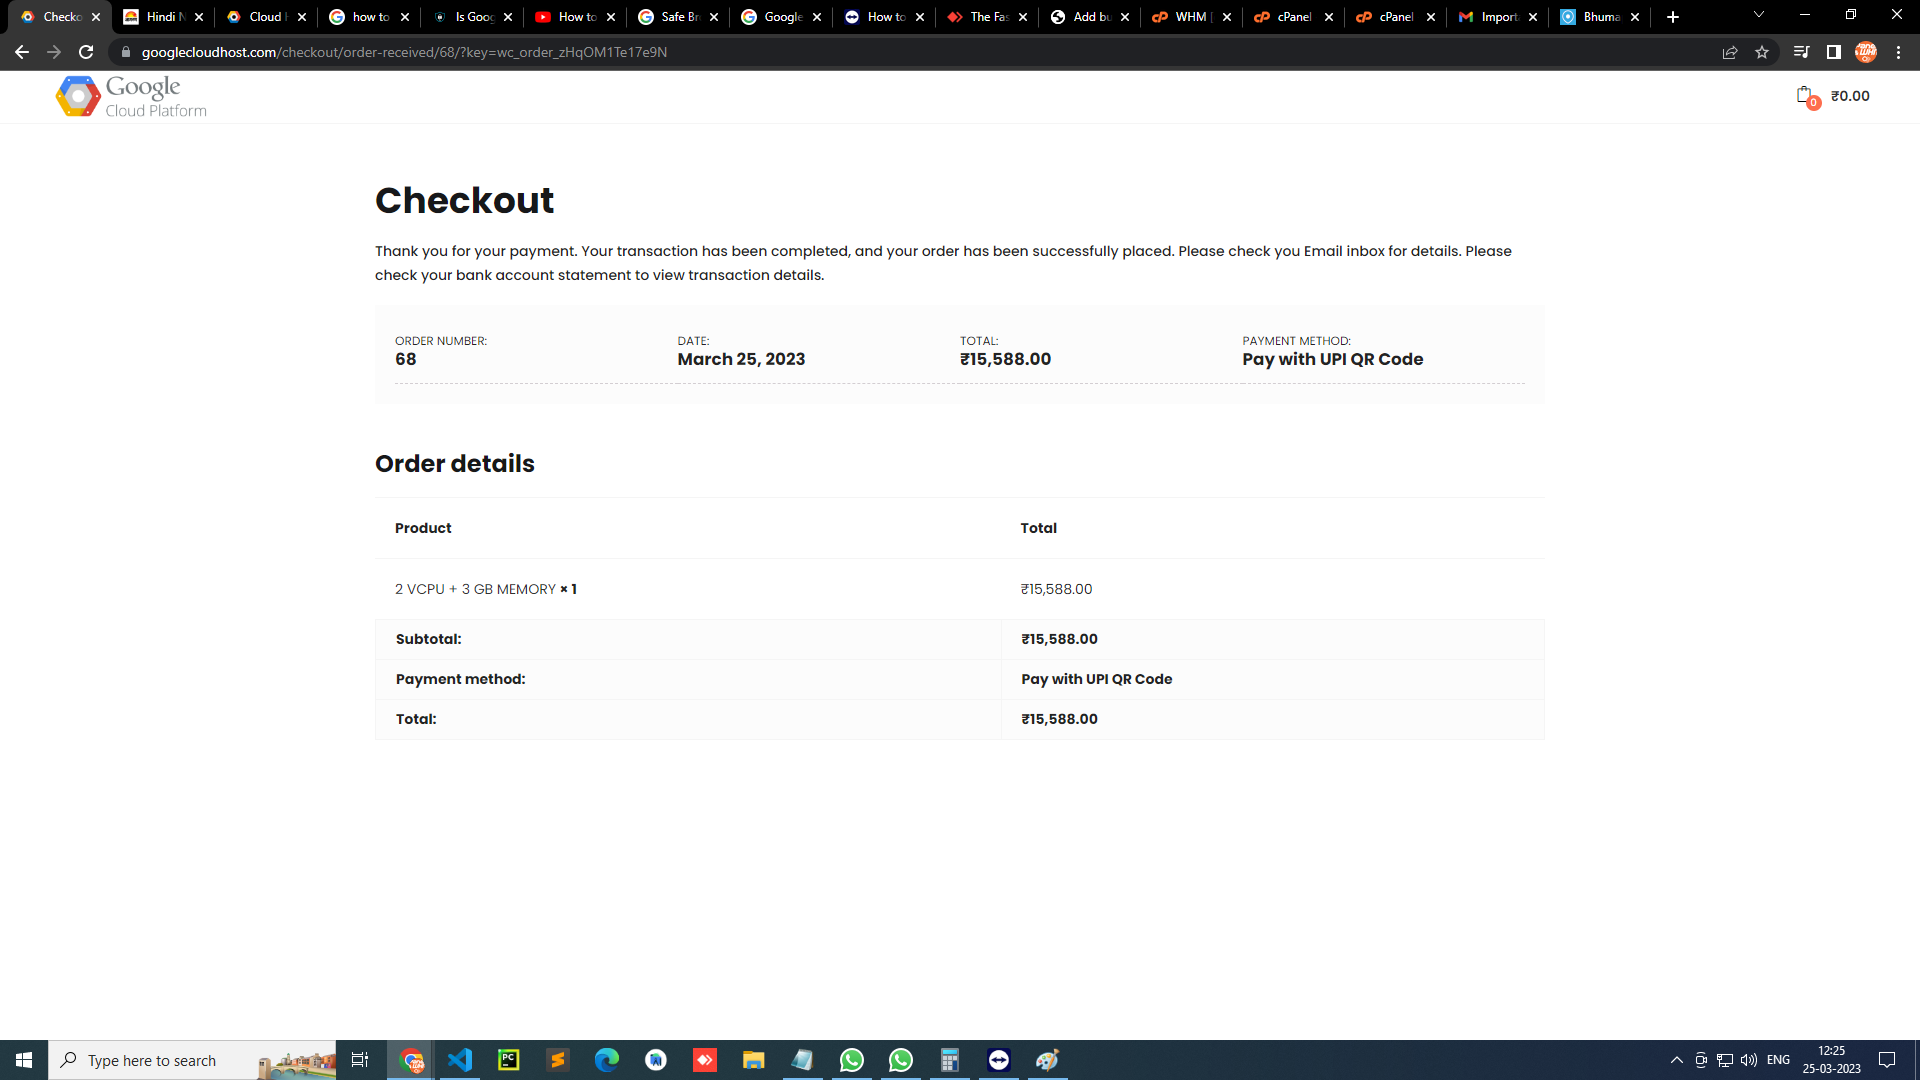 Checko
Hindi N
Cloud H
how to
Is Goog
How to
Safe Br
Google
How to
The Fas
Add bu
WHM [
cPanel
cPanel
Import
Bhuma
googlecloudhost.com/checkout/order-received/68/?key=wc_order_zHqOM1Te17e9N
Google
Cloud Platform
0
₹0.00
Checkout
Thank you for your payment. Your transaction has been completed, and your order has been successfully placed. Please check you Email inbox for details. Please
check your bank account statement to view transaction details.
ORDER NUMBER: DATE: TOTAL: PAYMENT METHOD:
68 March 25, 2023 ₹15,588.00 Pay with UPI QR Code
Order details
Product Total
2 VCPU + 3 GB MEMORY × 1 ₹15,588.00
Subtotal: ₹15,588.00
Payment method: Pay with UPI QR Code
Total: ₹15,588.00
Type here to search
PC
ENG
12:25
25-03-2023